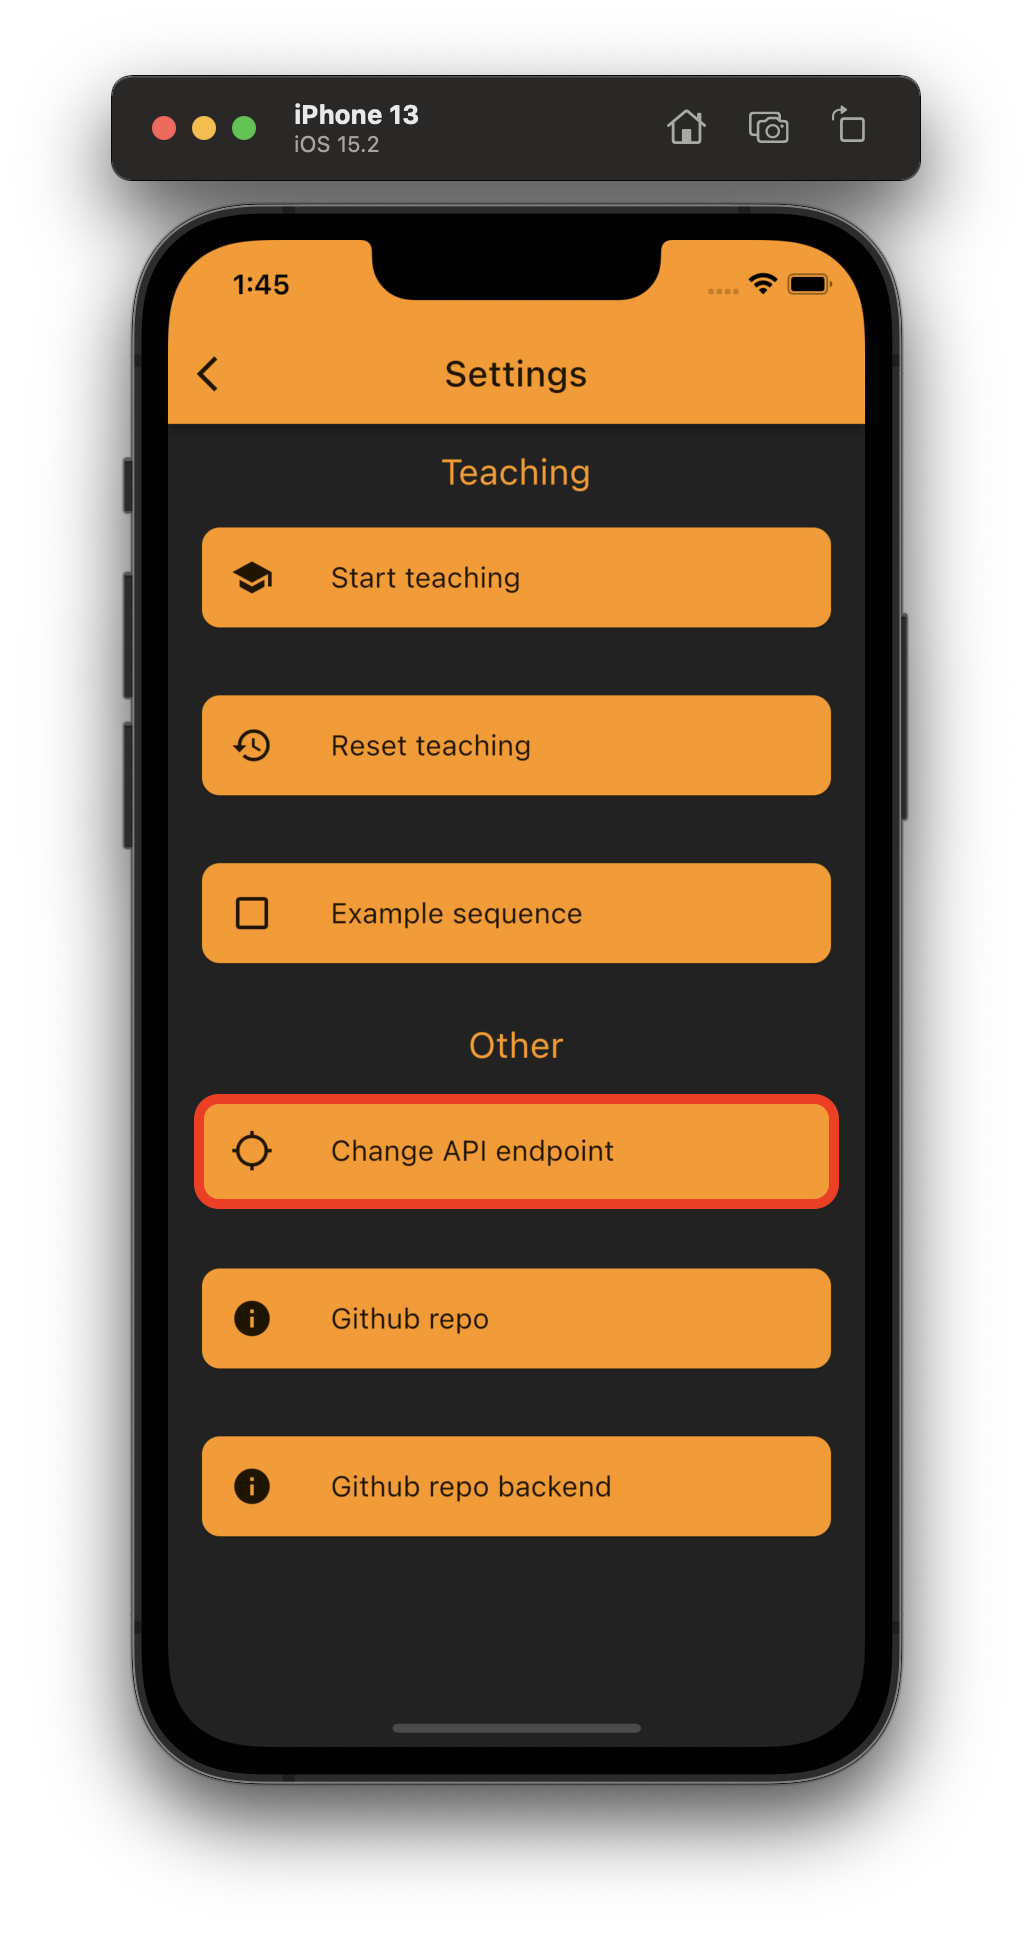 iPhone 13
iOS 15.2
1:45
Settings
Teaching
Start teaching
Reset teaching
Example sequence
Other
Change API endpoint
Github repo
Github repo backend